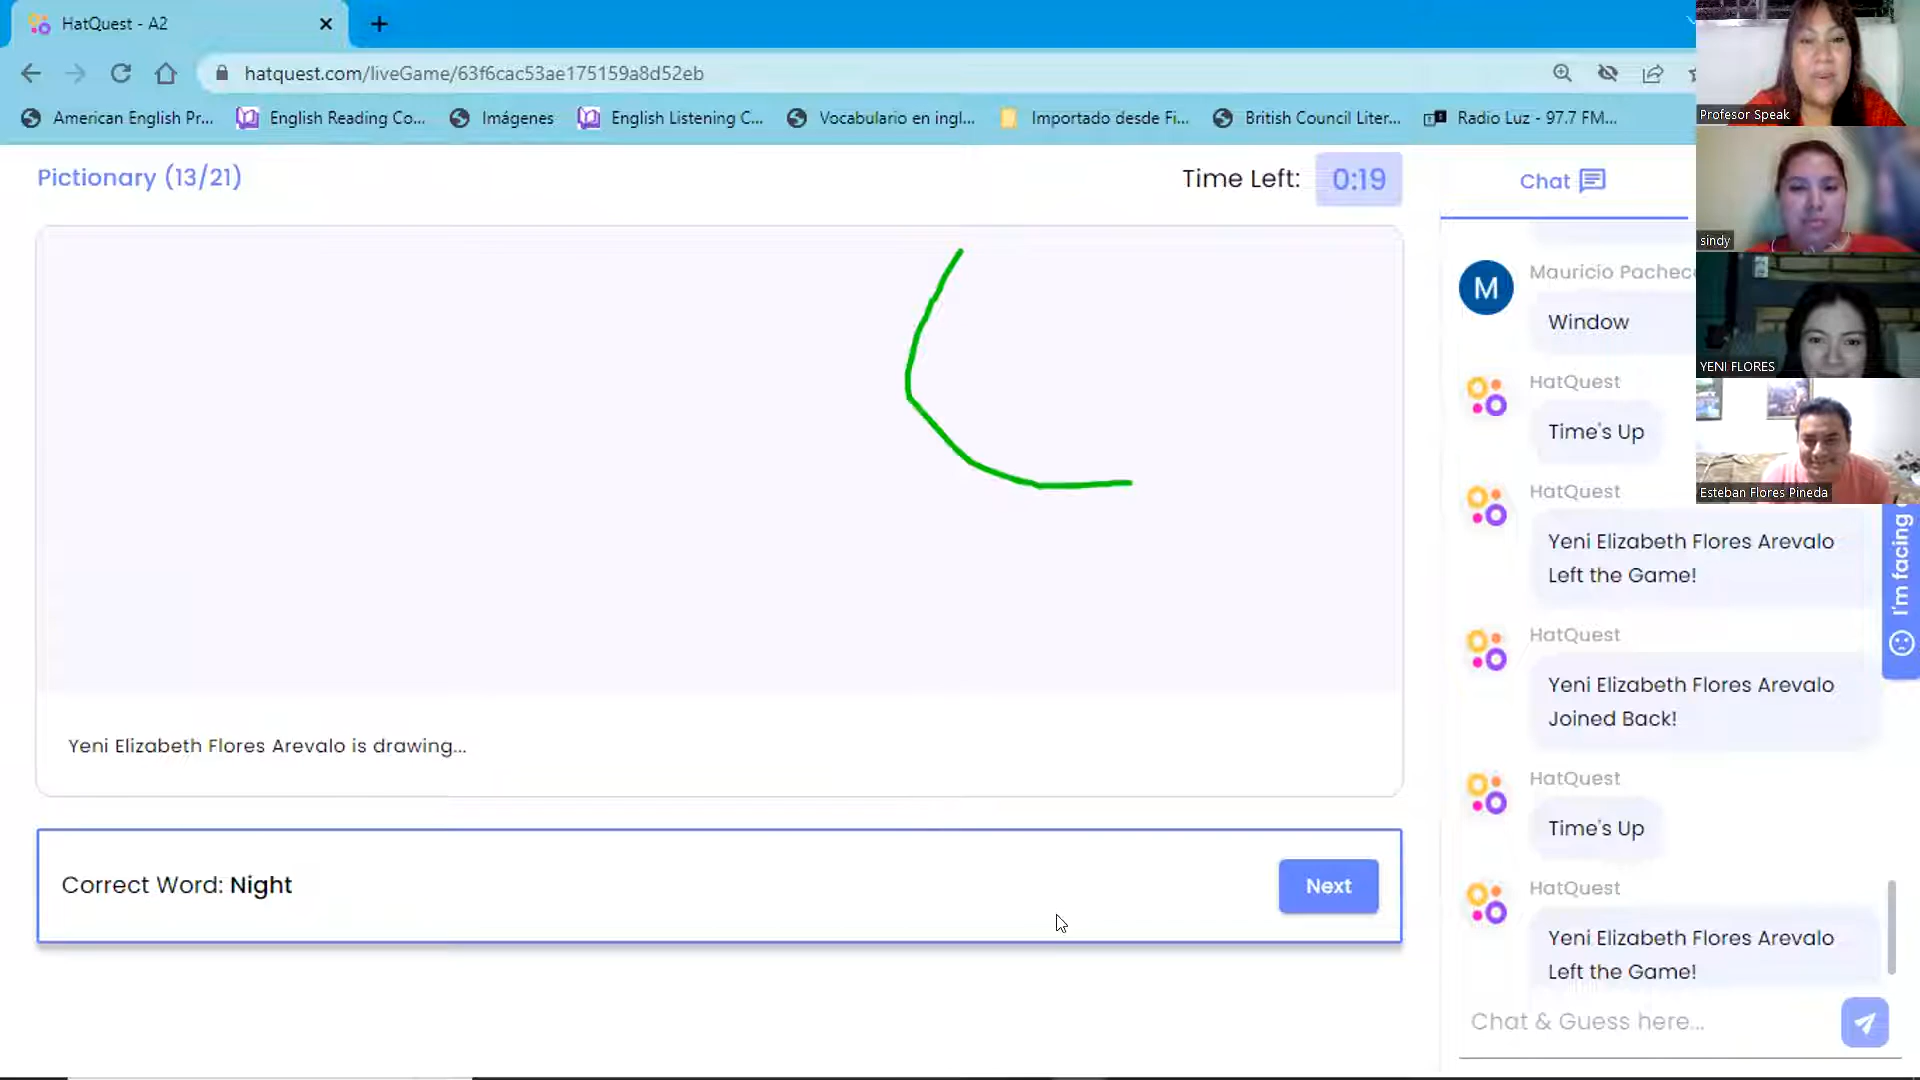 HatQuest - A2
hatquest.com/liveGame/63f6cac53ae175159a8d52eb
American English Pr...
English Reading Co...
Imágenes
English Listening C...
Vocabulario en ingl...
Importado desde Fi...
British Council Liter...
Radio Luz - 97.7 FM...
Pictionary (13/21)
Time Left: 0:19
Yeni Elizabeth Flores Arevalo is drawing...
Correct Word: Night
Next
Chat
M
Mauricio Pachec
Window
HatQuest
Time's Up
HatQuest
Yeni Elizabeth Flores Arevalo
Left the Game!
HatQuest
Yeni Elizabeth Flores Arevalo
Joined Back!
HatQuest
Time's Up
HatQuest
Yeni Elizabeth Flores Arevalo
Left the Game!
Chat & Guess here...
I'm facing
Profesor Speak
sindy
YENI FLORES
Esteban Flores Pineda